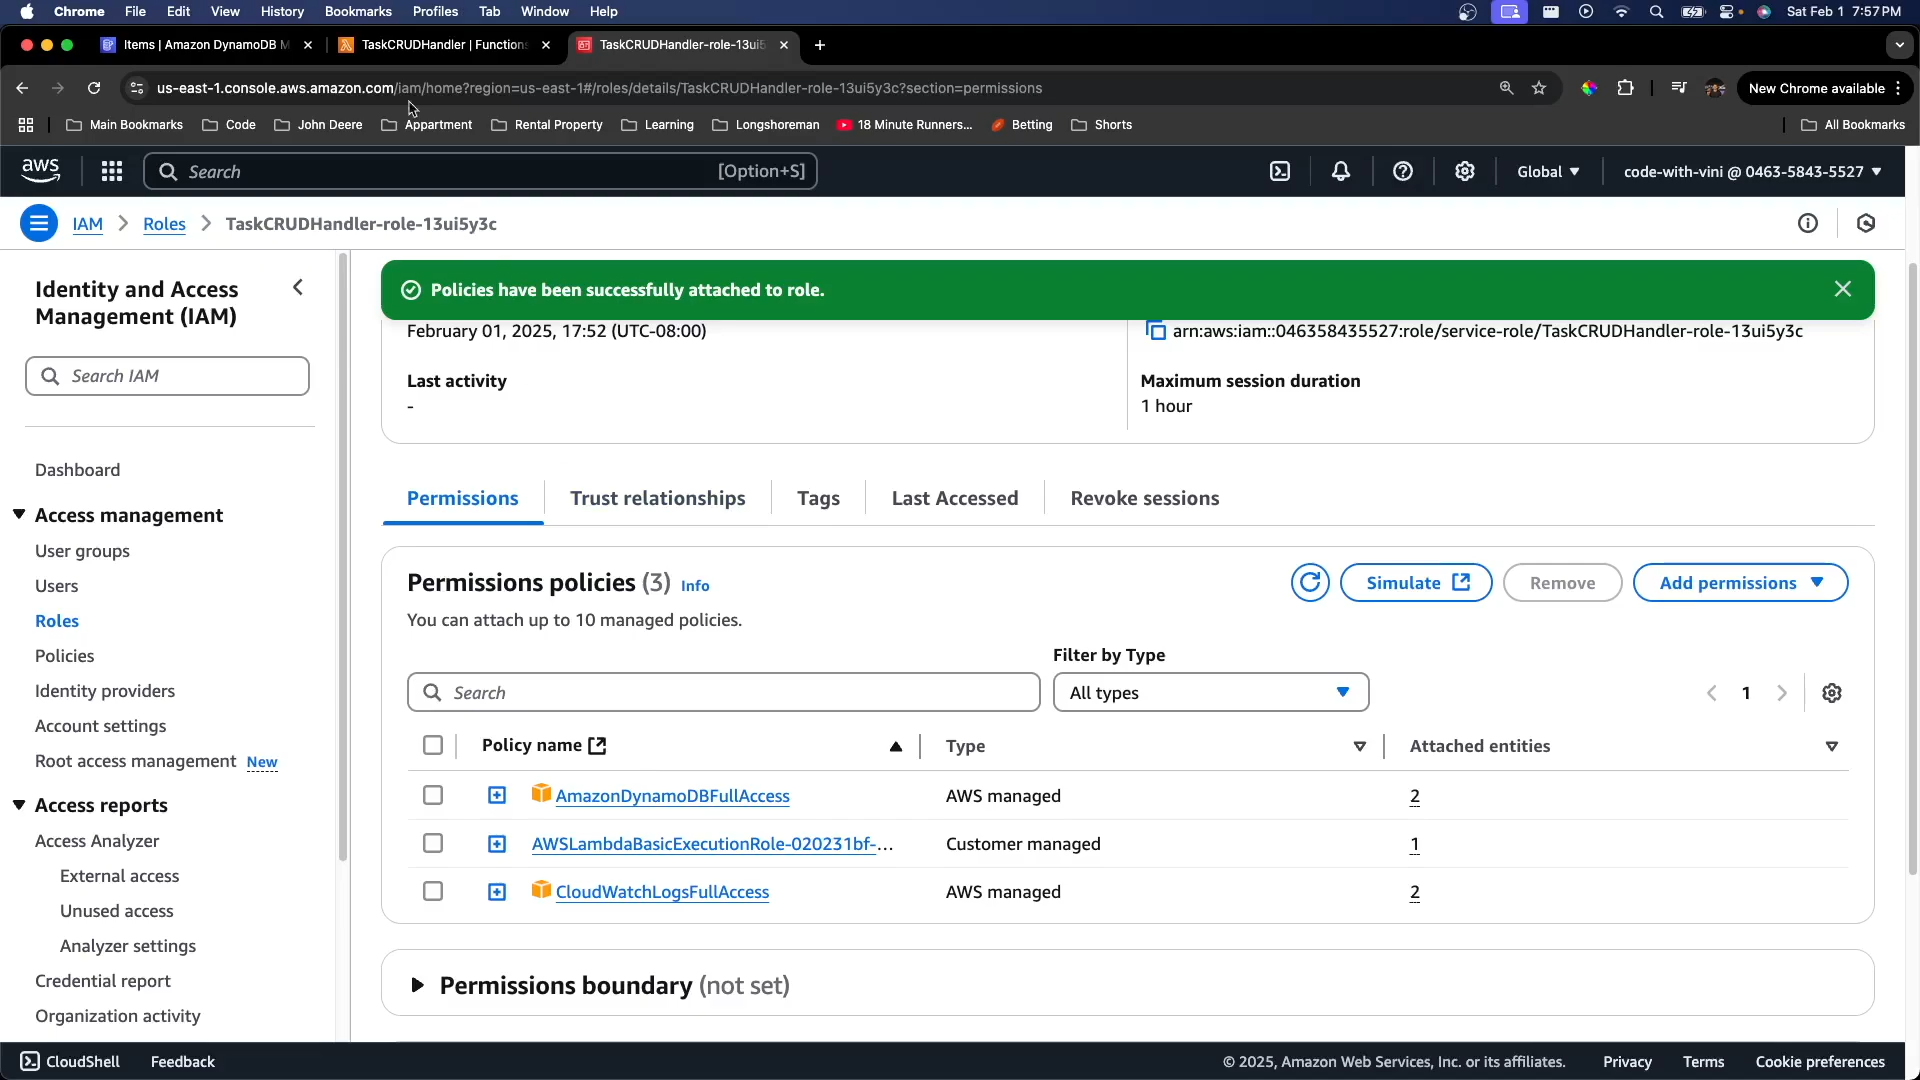 Chrome File Edit View History Bookmarks Profiles Tab Window Help Sat Feb 1 7:57 PM
Items | Amazon DynamoDB M TaskCRUDHandler | Functions TaskCRUDHandler-role-13ui5
us-east-1.console.aws.amazon.com/iam/home?region=us-east-1#/roles/details/TaskCRUDHandler-role-13ui5y3c?section=permissions New Chrome available
Main Bookmarks Code John Deere Appartment Rental Property Learning Longshoreman 18 Minute Runners... Betting Shorts All Bookmarks
aws Search [Option+S] Global code-with-vini @ 0463-5843-5527
IAM Roles TaskCRUDHandler-role-13ui5y3c
Identity and Access Management (IAM)
Search IAM
Dashboard
Access management
User groups
Users
Roles
Policies
Identity providers
Account settings
Root access management New
Access reports
Access Analyzer
External access
Unused access
Analyzer settings
Credential report
Organization activity
Policies have been successfully attached to role.
February 01, 2025, 17:52 (UTC-08:00)
arn:aws:iam::046358435527:role/service-role/TaskCRUDHandler-role-13ui5y3c
Last activity
-
Maximum session duration
1 hour
Permissions Trust relationships Tags Last Accessed Revoke sessions
Permissions policies (3) Info
Simulate Remove Add permissions
You can attach up to 10 managed policies.
Filter by Type
Search All types 1
Policy name Type Attached entities
AmazonDynamoDBFullAccess AWS managed 2
AWSLambdaBasicExecutionRole-020231bf-... Customer managed 1
CloudWatchLogsFullAccess AWS managed 2
Permissions boundary (not set)
CloudShell Feedback © 2025, Amazon Web Services, Inc. or its affiliates. Privacy Terms Cookie preferences